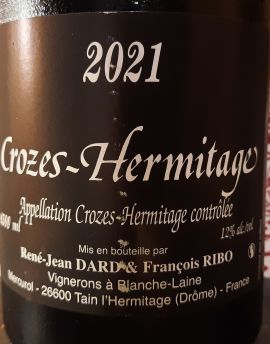 2021
Crozes-Hermitage
Appellation Crozes-Hermitage contrôlée
12% alc./vol.
Mis en bouteille par
René-Jean DARD & François RIBO
Vignerons à Blanche-Laine
Mercurol - 26600 Tain l'Hermitage (Drôme) - France